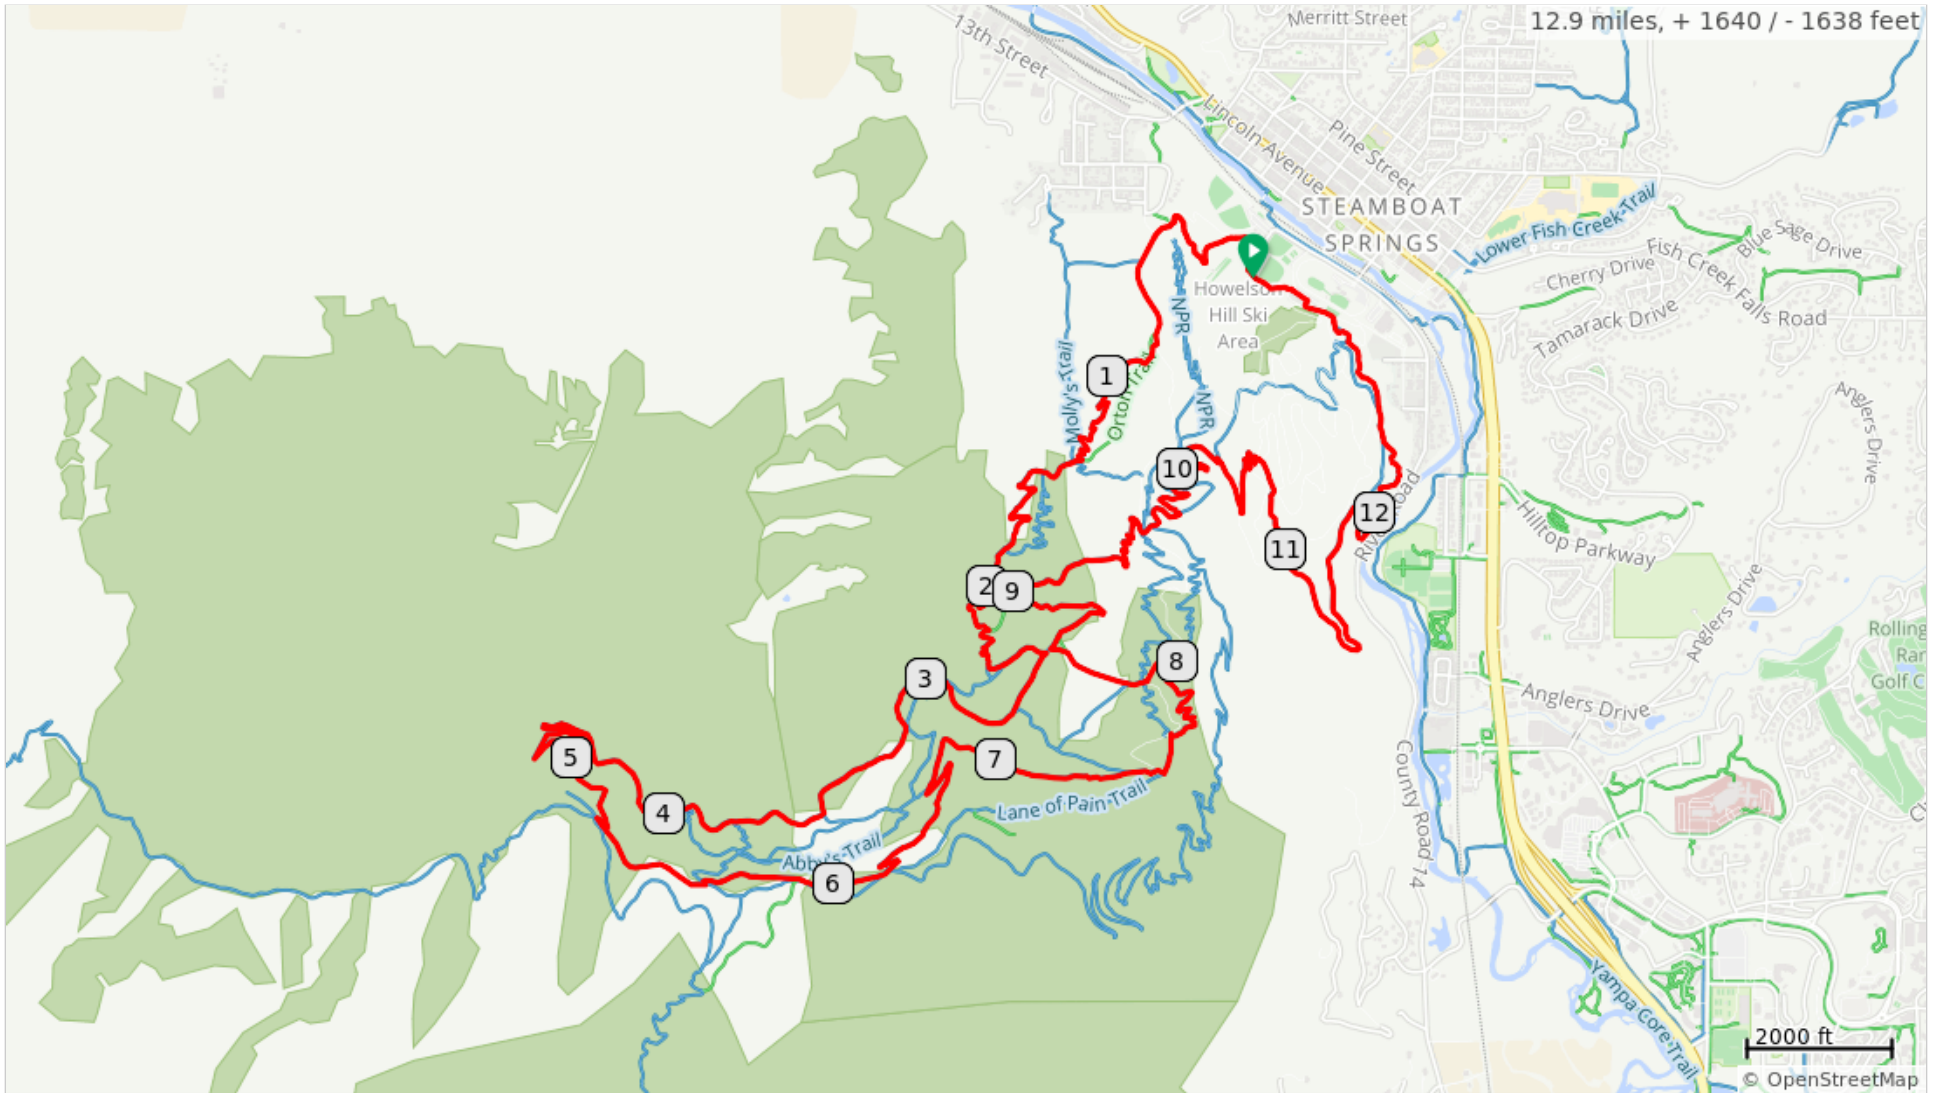 Merritt Street
12.9 miles, + 1640 / - 1638 feet
13th Street
Lincoln Avenue
Pine Street
STEAMBOAT
SPRINGS
Lower Fish Creek Trail
Blue Sage Drive
Fish Creek Falls Road
Cherry Drive
Tamarack Drive
Howelsen
Hill Ski
Area
NPR
NPR
Molly's Trail
Orton Trail
1
Anglers Drive
10
12
River Road
Hilltop Parkway
11
2
9
Anglers Drive
8
3
Rolling
Ran
Golf C
Anglers Drive
5
7
4
Lane of Pain Trail
County Road 74
Abby's Trail
6
Yampa Core Trail
2000 ft
© OpenStreetMap